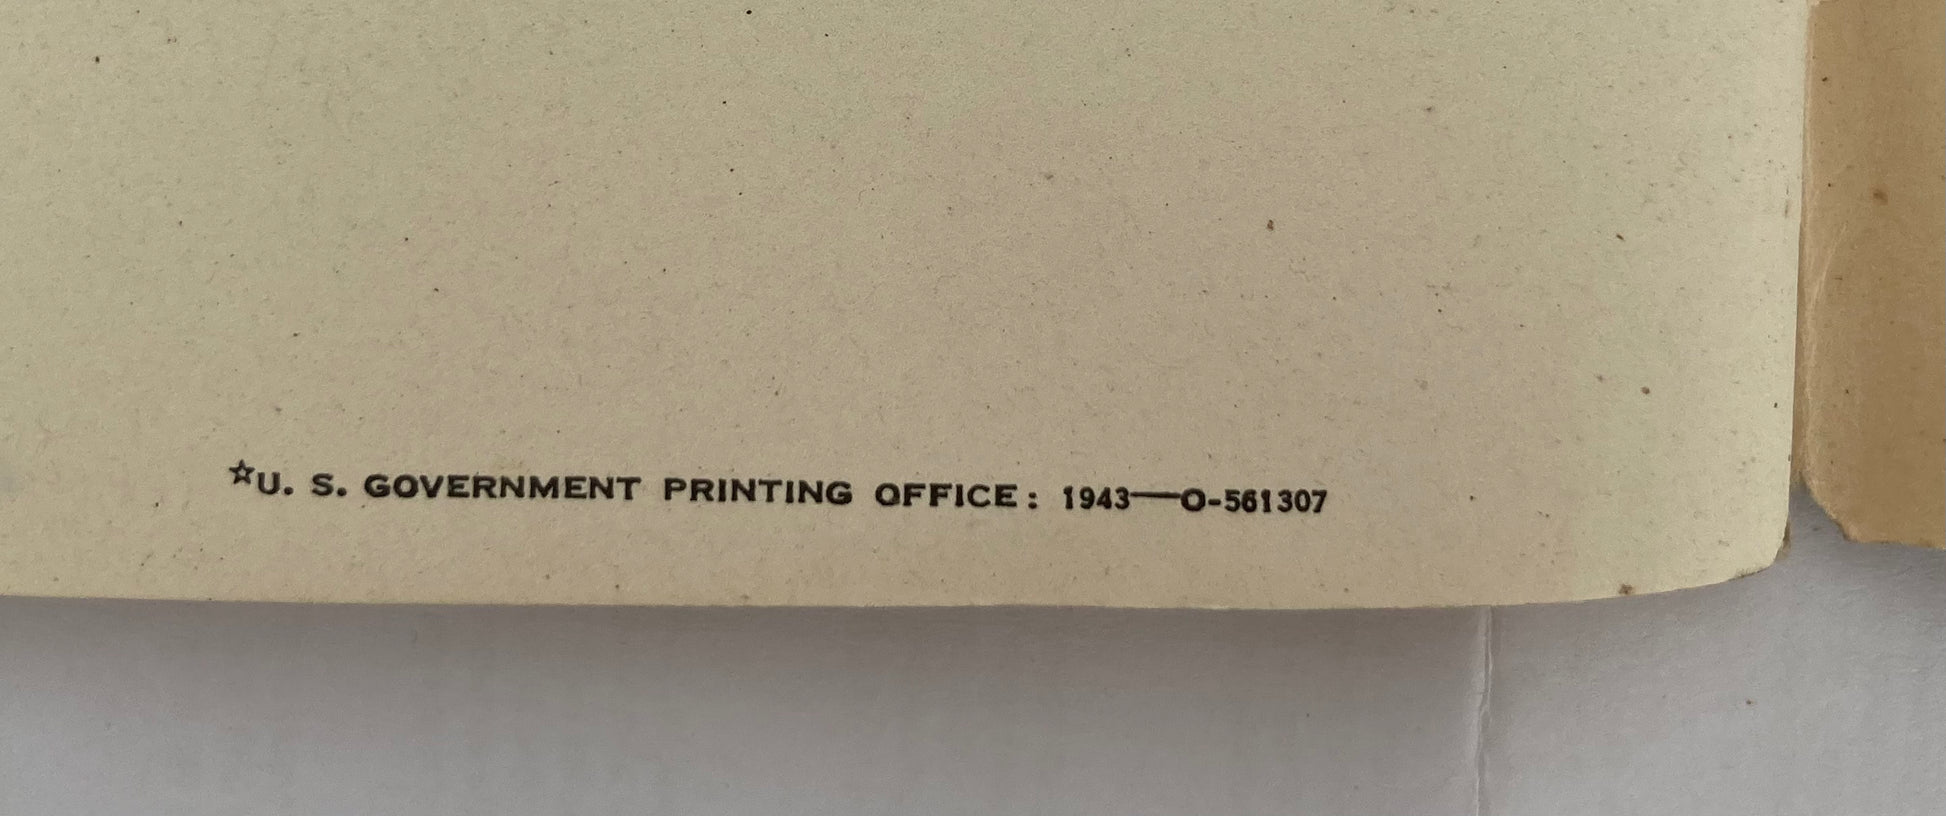 ☆U. S. GOVERNMENT PRINTING OFFICE: 1943—O-561307